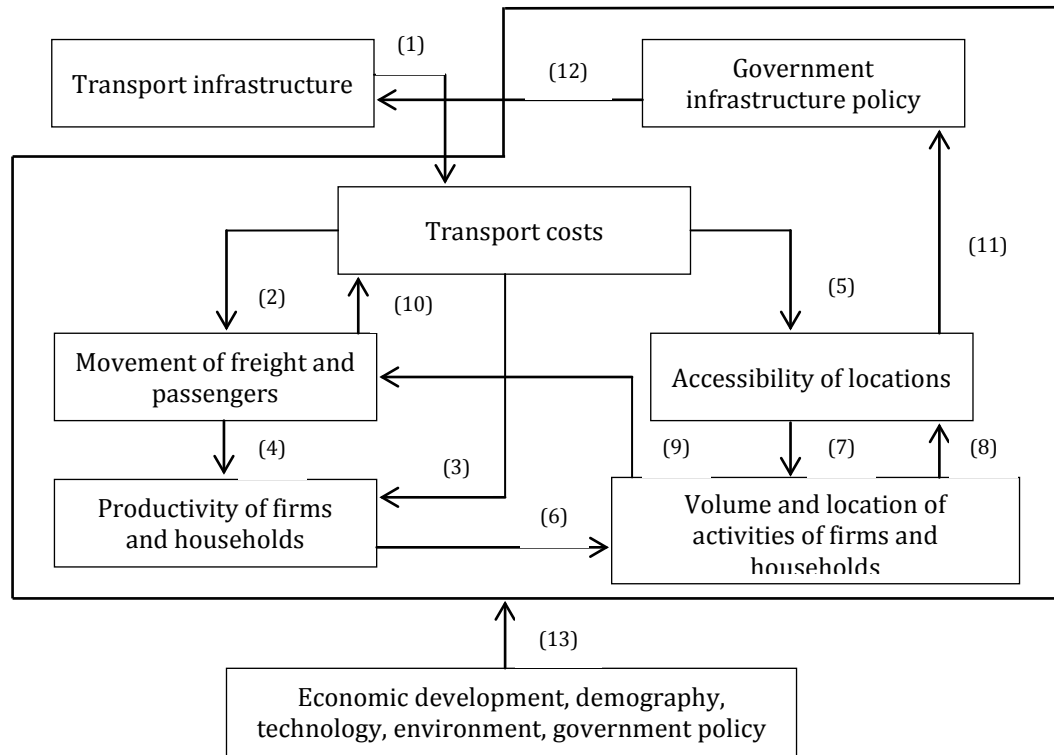 (1)
Transport infrastructure
(12)
Government
infrastructure policy
Transport costs
(11)
(2)
(10)
(5)
Movement of freight and
passengers
Accessibility of locations
(4)
(3)
(9)
(7)
(8)
Productivity of firms
and households
(6)
Volume and location of
activities of firms and
households
(13)
Economic development, demography,
technology, environment, government policy